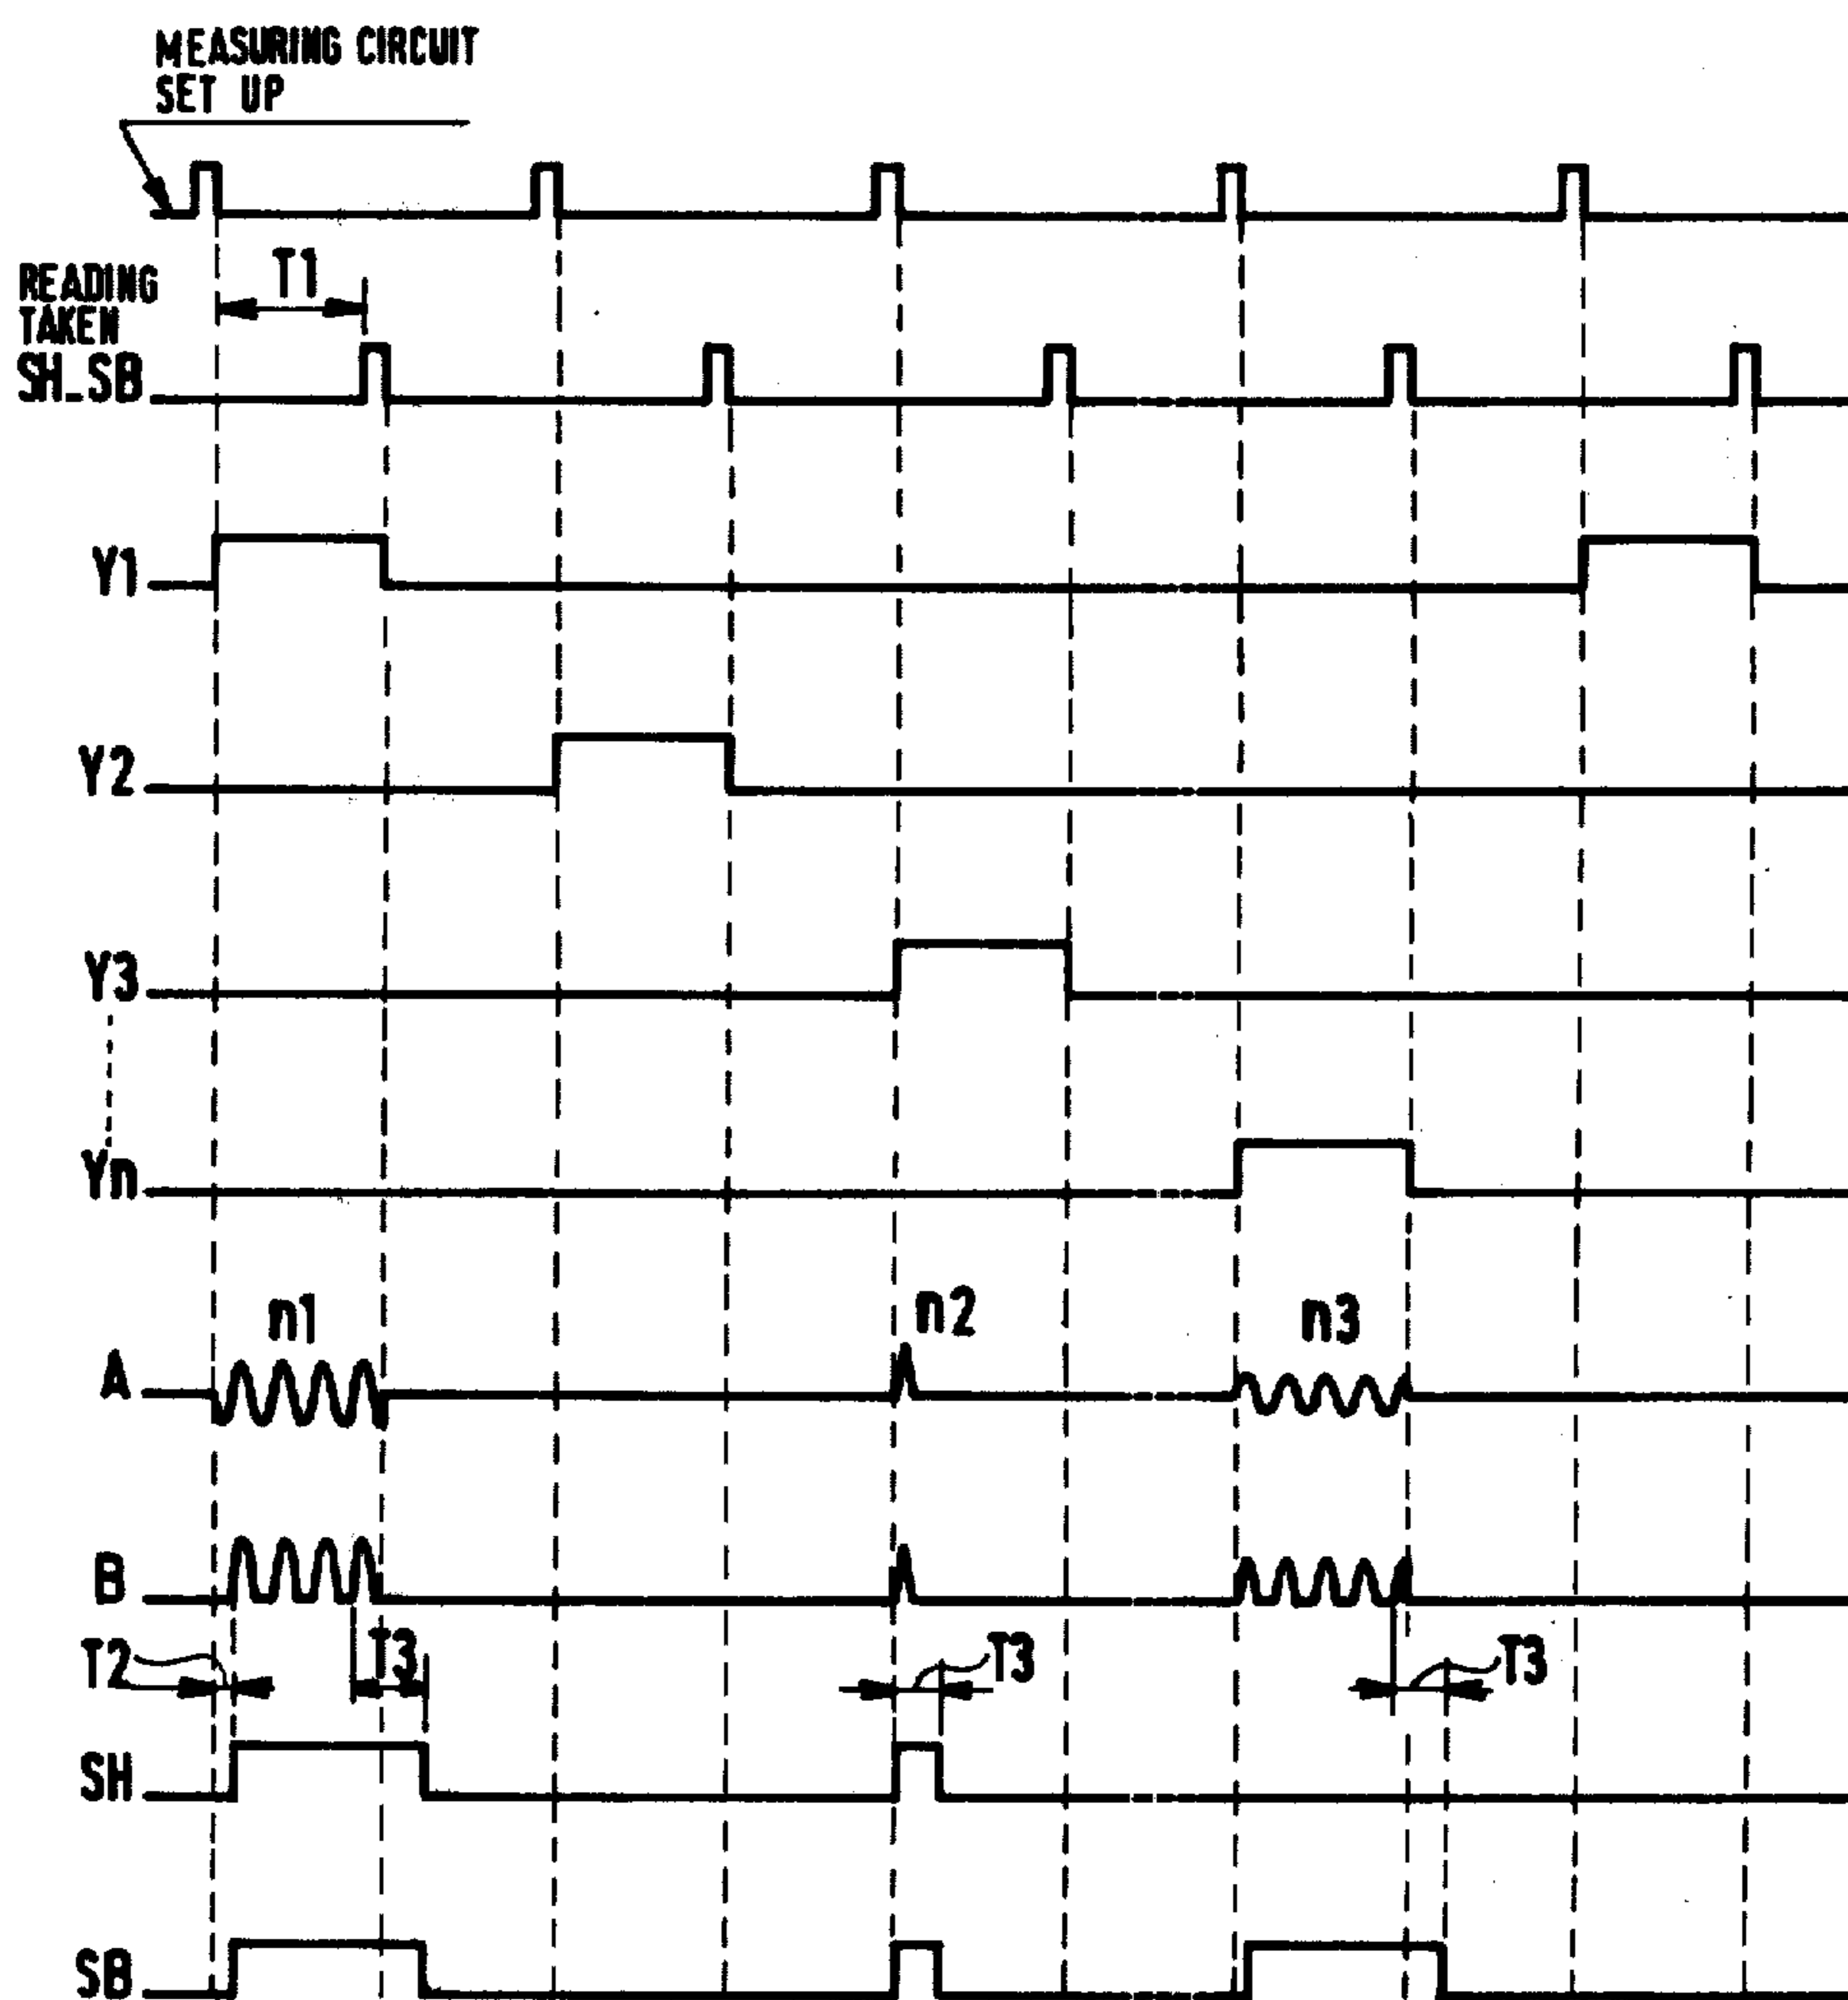 MEASURING CIRCUIT
SET UP
T1
READING
TAKEN
SH_SB
Y1
Y2
Y3
Yn
n1
n2
n3
A
B
T2
T3
T3
T3
SH
SB